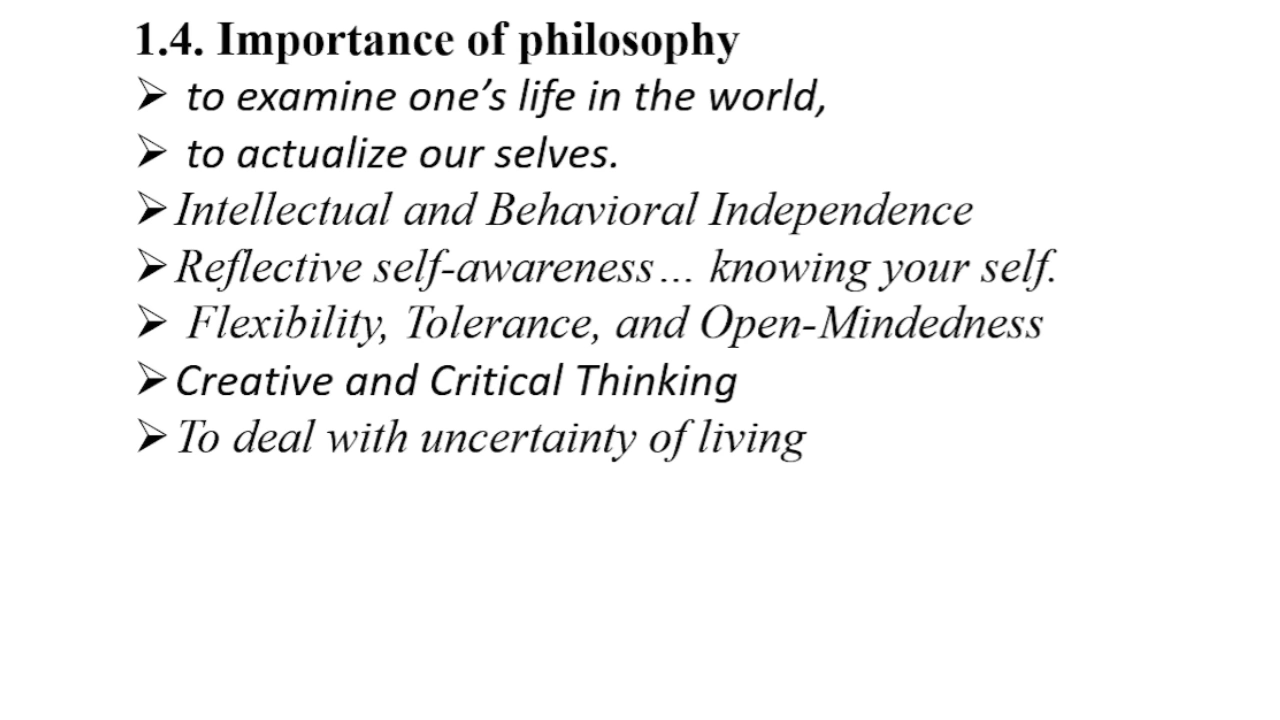 1.4. Importance of philosophy
➢ to examine one’s life in the world,
➢ to actualize our selves.
➢ Intellectual and Behavioral Independence
➢ Reflective self-awareness… knowing your self.
➢ Flexibility, Tolerance, and Open-Mindedness
➢ Creative and Critical Thinking
➢ To deal with uncertainty of living